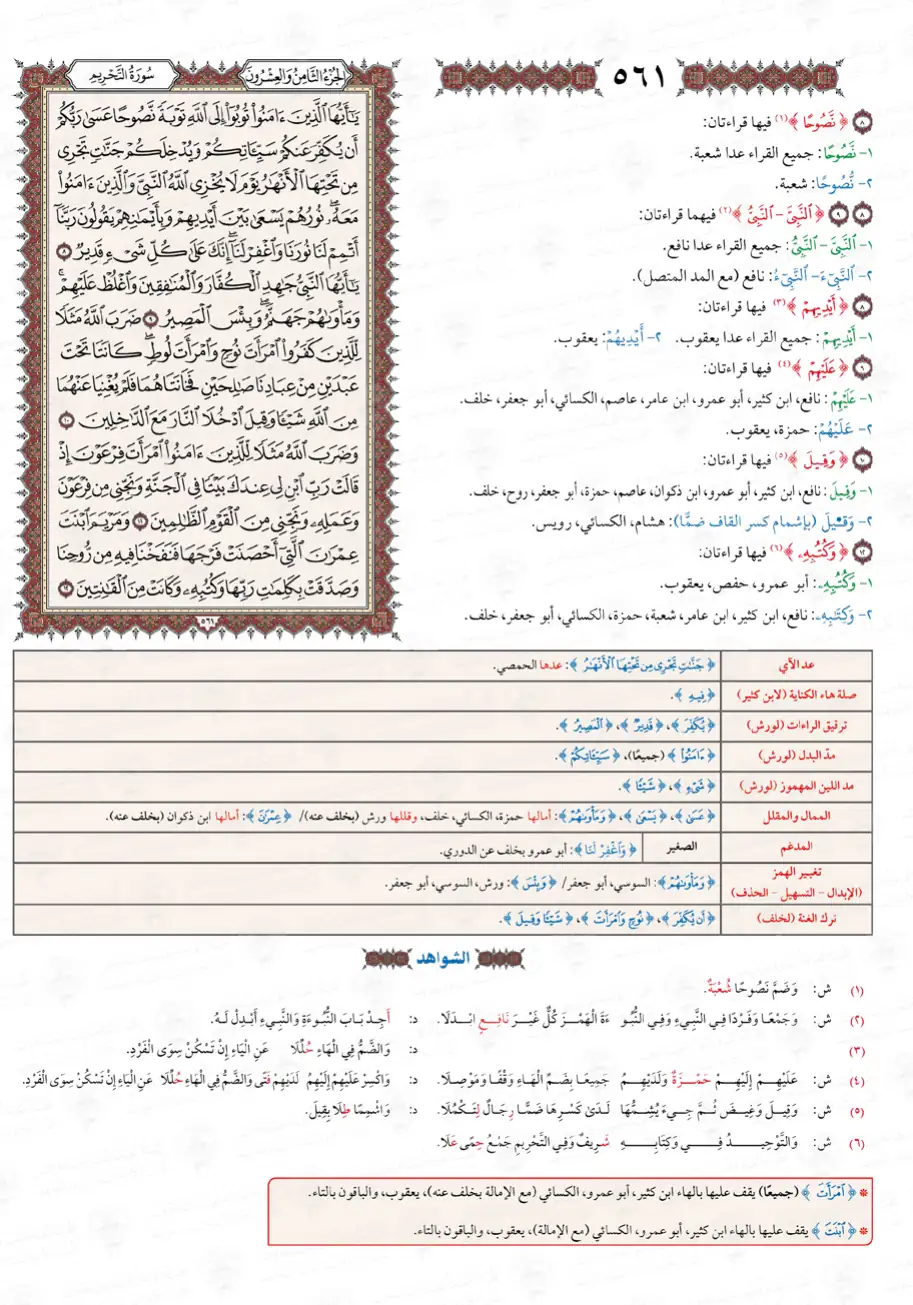 ٥٦١
الجزء الثامن والعشرون
سورة التحريم
يَٰٓأَيُّهَا ٱلَّذِينَ ءَامَنُوا۟ تُوبُوٓا۟ إِلَى ٱللَّهِ تَوْبَةً نَّصُوحًا عَسَىٰ رَبُّكُمْ
أَن يُكَفِّرَ عَنكُمْ سَيِّـَٔاتِكُمْ وَيُدْخِلَكُمْ جَنَّٰتٍ تَجْرِى
مِن تَحْتِهَا ٱلْأَنْهَٰرُ يَوْمَ لَا يُخْزِى ٱللَّهُ ٱلنَّبِىَّ وَٱلَّذِينَ ءَامَنُوا۟
مَعَهُۥ نُورُهُمْ يَسْعَىٰ بَيْنَ أَيْدِيهِمْ وَبِأَيْمَٰنِهِمْ يَقُولُونَ رَبَّنَآ
أَتْمِمْ لَنَا نُورَنَا وَٱغْفِرْ لَنَآ إِنَّكَ عَلَىٰ كُلِّ شَىْءٍ قَدِيرٌ ٨
يَٰٓأَيُّهَا ٱلنَّبِىُّ جَٰهِدِ ٱلْكُفَّارَ وَٱلْمُنَٰفِقِينَ وَٱغْلُظْ عَلَيْهِمْ
وَمَأْوَىٰهُمْ جَهَنَّمُ وَبِئْسَ ٱلْمَصِيرُ ٩ ضَرَبَ ٱللَّهُ مَثَلًا
لِّلَّذِينَ كَفَرُوا۟ ٱمْرَأَتَ نُوحٍ وَٱمْرَأَتَ لُوطٍ كَانَتَا تَحْتَ
عَبْدَيْنِ مِنْ عِبَادِنَا صَٰلِحَيْنِ فَخَانَتَاهُمَا فَلَمْ يُغْنِيَا عَنْهُمَا
مِنَ ٱللَّهِ شَيْـًٔا وَقِيلَ ٱدْخُلَا ٱلنَّارَ مَعَ ٱلدَّٰخِلِينَ ١٠
وَضَرَبَ ٱللَّهُ مَثَلًا لِّلَّذِينَ ءَامَنُوا۟ ٱمْرَأَتَ فِرْعَوْنَ إِذْ
قَالَتْ رَبِّ ٱبْنِ لِى عِندَكَ بَيْتًا فِى ٱلْجَنَّةِ وَنَجِّنِى مِن فِرْعَوْنَ
وَعَمَلِهِۦ وَنَجِّنِى مِنَ ٱلْقَوْمِ ٱلظَّٰلِمِينَ ١١ وَمَرْيَمَ ٱبْنَتَ
عِمْرَٰنَ ٱلَّتِىٓ أَحْصَنَتْ فَرْجَهَا فَنَفَخْنَا فِيهِ مِن رُّوحِنَا
وَصَدَّقَتْ بِكَلِمَٰتِ رَبِّهَا وَكُتُبِهِۦ وَكَانَتْ مِنَ ٱلْقَٰنِتِينَ ١٢
٥٦١
٨ ﴿ نَّصُوحًا ﴾(١) فيها قراءتان:
١- نَّصُوحًا: جميع القراء عدا شعبة.
٢- نُّصُوحًا: شعبة.
٨ ٩ ﴿ ٱلنَّبِىَّ - ٱلنَّبِىُّ ﴾(٢) فيهما قراءتان:
١- ٱلنَّبِىَّ - ٱلنَّبِىُّ: جميع القراء عدا نافع.
٢- ٱلنَّبِىٓءَ - ٱلنَّبِىٓءُ: نافع (مع المد المتصل).
٨ ﴿ أَيْدِيهِمْ ﴾(٣) فيها قراءتان:
١- أَيْدِيهِمْ: جميع القراء عدا يعقوب. ٢- أَيْدِيهُمْ: يعقوب.
٩ ﴿ عَلَيْهِمْ ﴾(٤) فيها قراءتان:
١- عَلَيْهِمْ: نافع، ابن كثير، أبو عمرو، ابن عامر، عاصم، الكسائي، أبو جعفر، خلف.
٢- عَلَيْهُمْ: حمزة، يعقوب.
١٠ ﴿ وَقِيلَ ﴾(٥) فيها قراءتان:
١- وَقِيلَ: نافع، ابن كثير، أبو عمرو، ابن ذكوان، عاصم، حمزة، أبو جعفر، روح، خلف.
٢- وَقِيلَ (بإشمام كسر القاف ضمًّا): هشام، الكسائي، رويس.
١٢ ﴿ وَكُتُبِهِۦ ﴾(٦) فيها قراءتان:
١- وَكُتُبِهِۦ: أبو عمرو، حفص، يعقوب.
٢- وَكِتَٰبِهِۦ: نافع، ابن كثير، ابن عامر، شعبة، حمزة، الكسائي، أبو جعفر، خلف.
عد الآي ﴿ جَنَّٰتٍ تَجْرِى مِن تَحْتِهَا ٱلْأَنْهَٰرُ ﴾: عدها الحمصي.
صلة هاء الكناية (لابن كثير) ﴿ فِيهِ ﴾.
ترقيق الراءات (لورش) ﴿ يُكَفِّرَ ﴾، ﴿ قَدِيرٌ ﴾، ﴿ ٱلْمَصِيرُ ﴾.
مدّ البدل (لورش) ﴿ ءَامَنُوا۟ ﴾ (جميعًا)، ﴿ سَيِّـَٔاتِكُمْ ﴾.
مد اللين المهموز (لورش) ﴿ شَىْءٍ ﴾، ﴿ شَيْـًٔا ﴾.
الممال والمقلل ﴿ عَسَىٰ ﴾، ﴿ يَسْعَىٰ ﴾، ﴿ وَمَأْوَىٰهُمْ ﴾: أمالها حمزة، الكسائي، خلف، وقللها ورش (بخلف عنه)/ ﴿ عِمْرَٰنَ ﴾: أمالها ابن ذكوان (بخلف عنه).
المدغم الصغير ﴿ وَٱغْفِرْ لَنَا ﴾: أبو عمرو بخلف عن الدوري.
تغيير الهمز
(الإبدال - التسهيل - الحذف) ﴿ وَمَأْوَىٰهُمْ ﴾: السوسي، أبو جعفر/ ﴿ وَبِئْسَ ﴾: ورش، السوسي، أبو جعفر.
ترك الغنة (لخلف) ﴿ أَن يُكَفِّرَ ﴾، ﴿ نُوحٍ وَٱمْرَأَتَ ﴾، ﴿ شَيْـًٔا وَقِيلَ ﴾.
الشواهد
(١) ش: وَضَمَّ نَصُوحًا شُعْبَةٌ.
(٢) ش: وَجَمْعًا وَفَرْدًا فِي النَّبِيءِ وَفِي النُّبُو ءَةَ الْهَمْزَ كُلٌّ غَيْرَ نَافِعٍ ابْدَلَا. د: أَجِدْ بَابَ النُّبُوءَةِ وَالنَّبِيءِ أَبْدِلْ لَهُ.
(٣) د: وَالضَّمُّ فِي الْهَاءِ حُلِّلَا عَنِ الْيَاءِ إِنْ تَسْكُنْ سِوَى الْفَرْدِ.
(٤) ش: عَلَيْهِمْ إِلَيْهِمْ حَمْزَةٌ وَلَدَيْهِمُ جَمِيعًا بِضَمِّ الْهَاءِ وَقْفًا وَمَوْصِلَا. د: وَاكْسِرْ عَلَيْهِمْ إِلَيْهِمُ لَدَيْهِمْ فَتًى وَالضَّمُّ فِي الْهَاءِ حُلِّلَا عَنِ الْيَاءِ إِنْ تَسْكُنْ سِوَى الْفَرْدِ.
(٥) ش: وَقِيلَ وَغِيضَ ثُمَّ جِيءَ يُشِمُّهَا لَدَى كَسْرِهَا ضَمًّا رِجَالٌ لِتَكْمُلَا. د: وَاشْمِمًا طِلَا بِقِيلَ.
(٦) ش: وَالتَّوْحِيدُ فِي وَكِتَابِهِ شَرِيفٌ وَفِي التَّحْرِيمِ جَمْعُ حِمًى عَلَا.
* ﴿ ٱمْرَأَتَ ﴾ (جميعًا) يقف عليها بالهاء ابن كثير، أبو عمرو، الكسائي (مع الإمالة بخلف عنه)، يعقوب، والباقون بالتاء.
* ﴿ ٱبْنَتَ ﴾ يقف عليها بالهاء ابن كثير، أبو عمرو، الكسائي (مع الإمالة)، يعقوب، والباقون بالتاء.